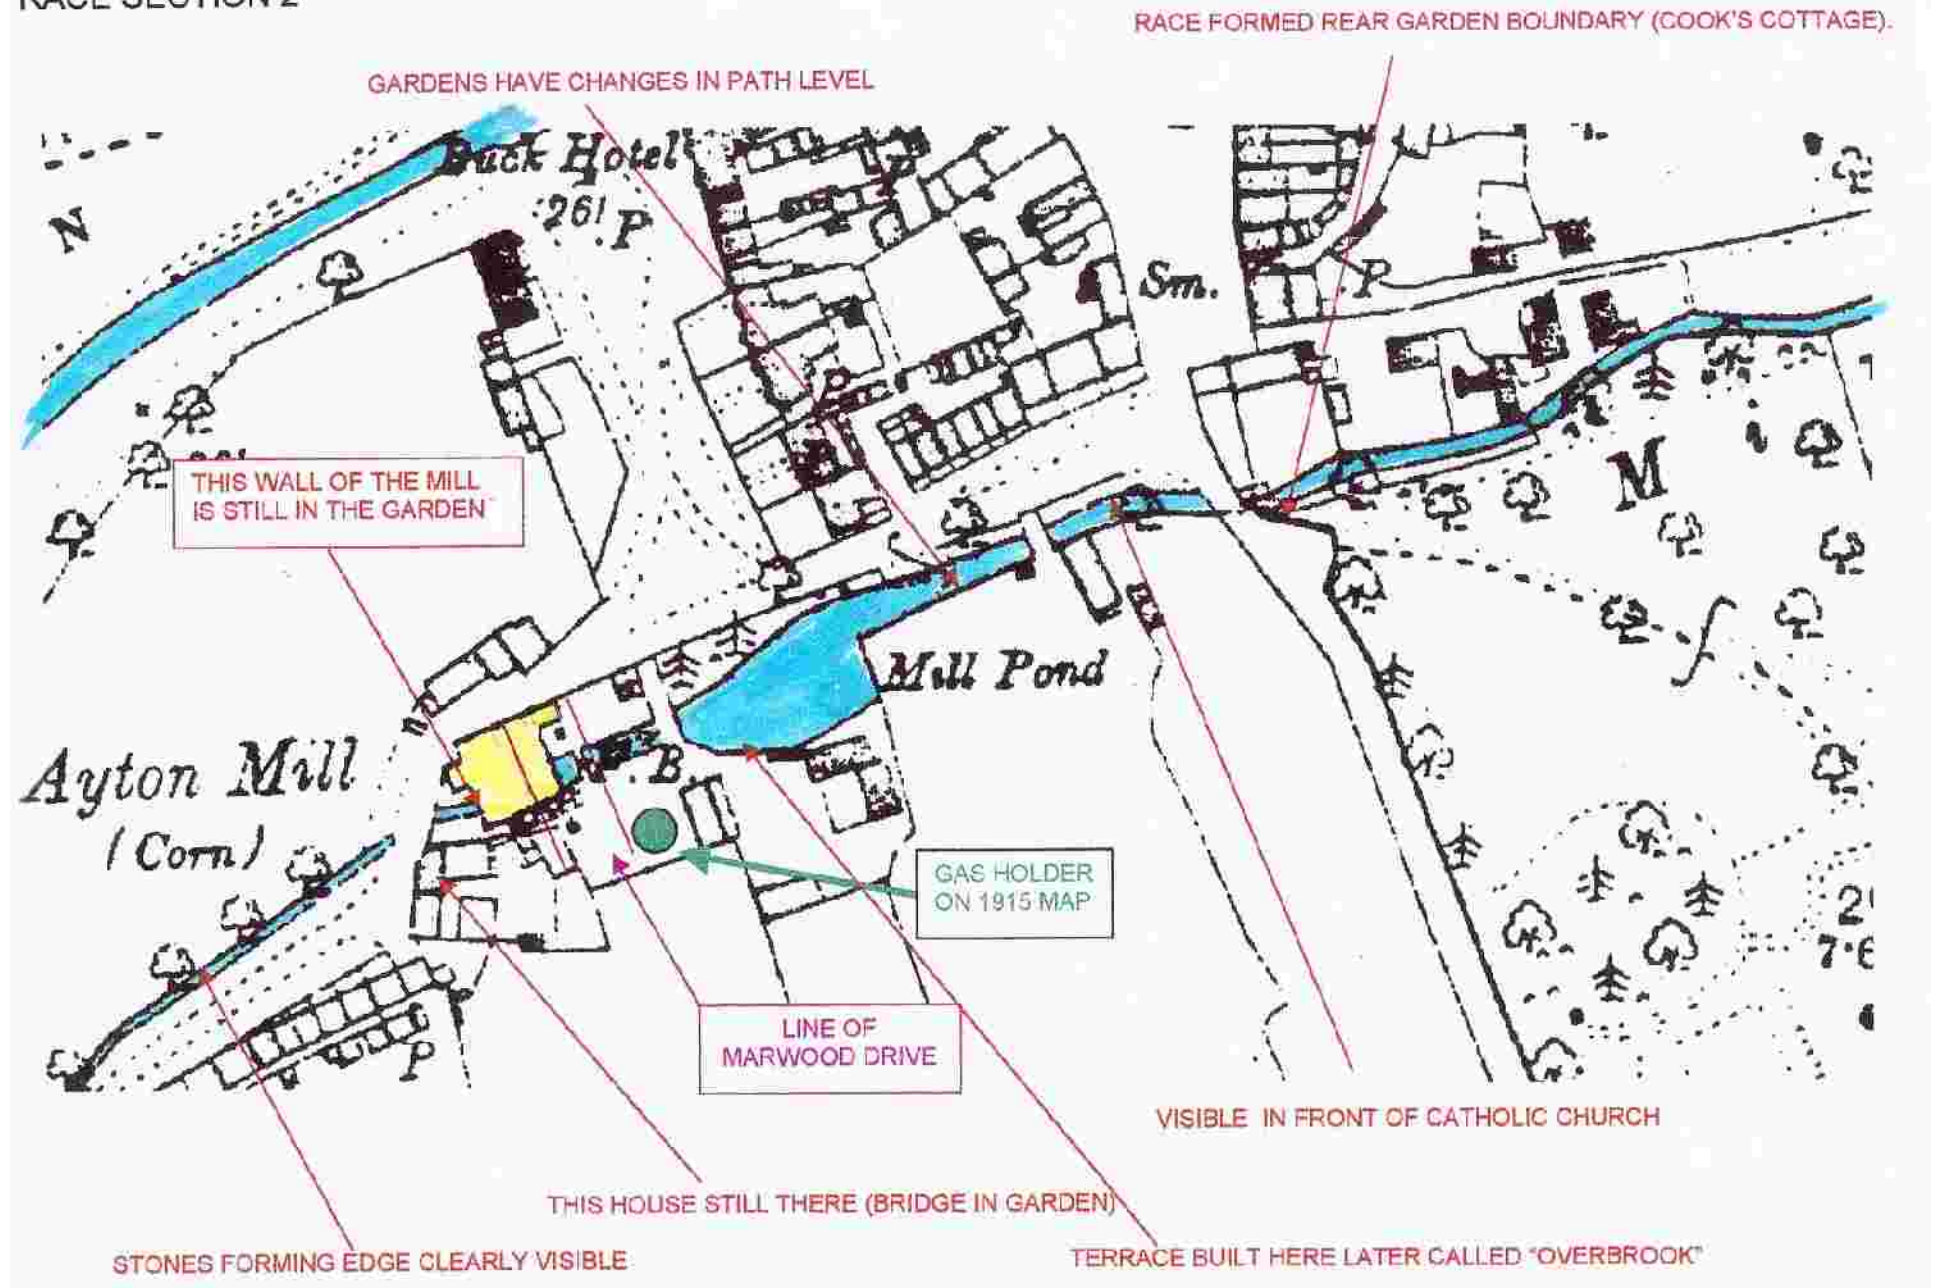 RACE SECTION 2
RACE FORMED REAR GARDEN BOUNDARY (COOK'S COTTAGE).
GARDENS HAVE CHANGES IN PATH LEVEL
Buck Hotel
261
P
N
Sm.
P
THIS WALL OF THE MILL
IS STILL IN THE GARDEN
M
Mill Pond
Ayton Mill
(Corn)
B.
GAS HOLDER
ON 1915 MAP
LINE OF
MARWOOD DRIVE
P
VISIBLE IN FRONT OF CATHOLIC CHURCH
THIS HOUSE STILL THERE (BRIDGE IN GARDEN)
STONES FORMING EDGE CLEARLY VISIBLE
TERRACE BUILT HERE LATER CALLED "OVERBROOK"